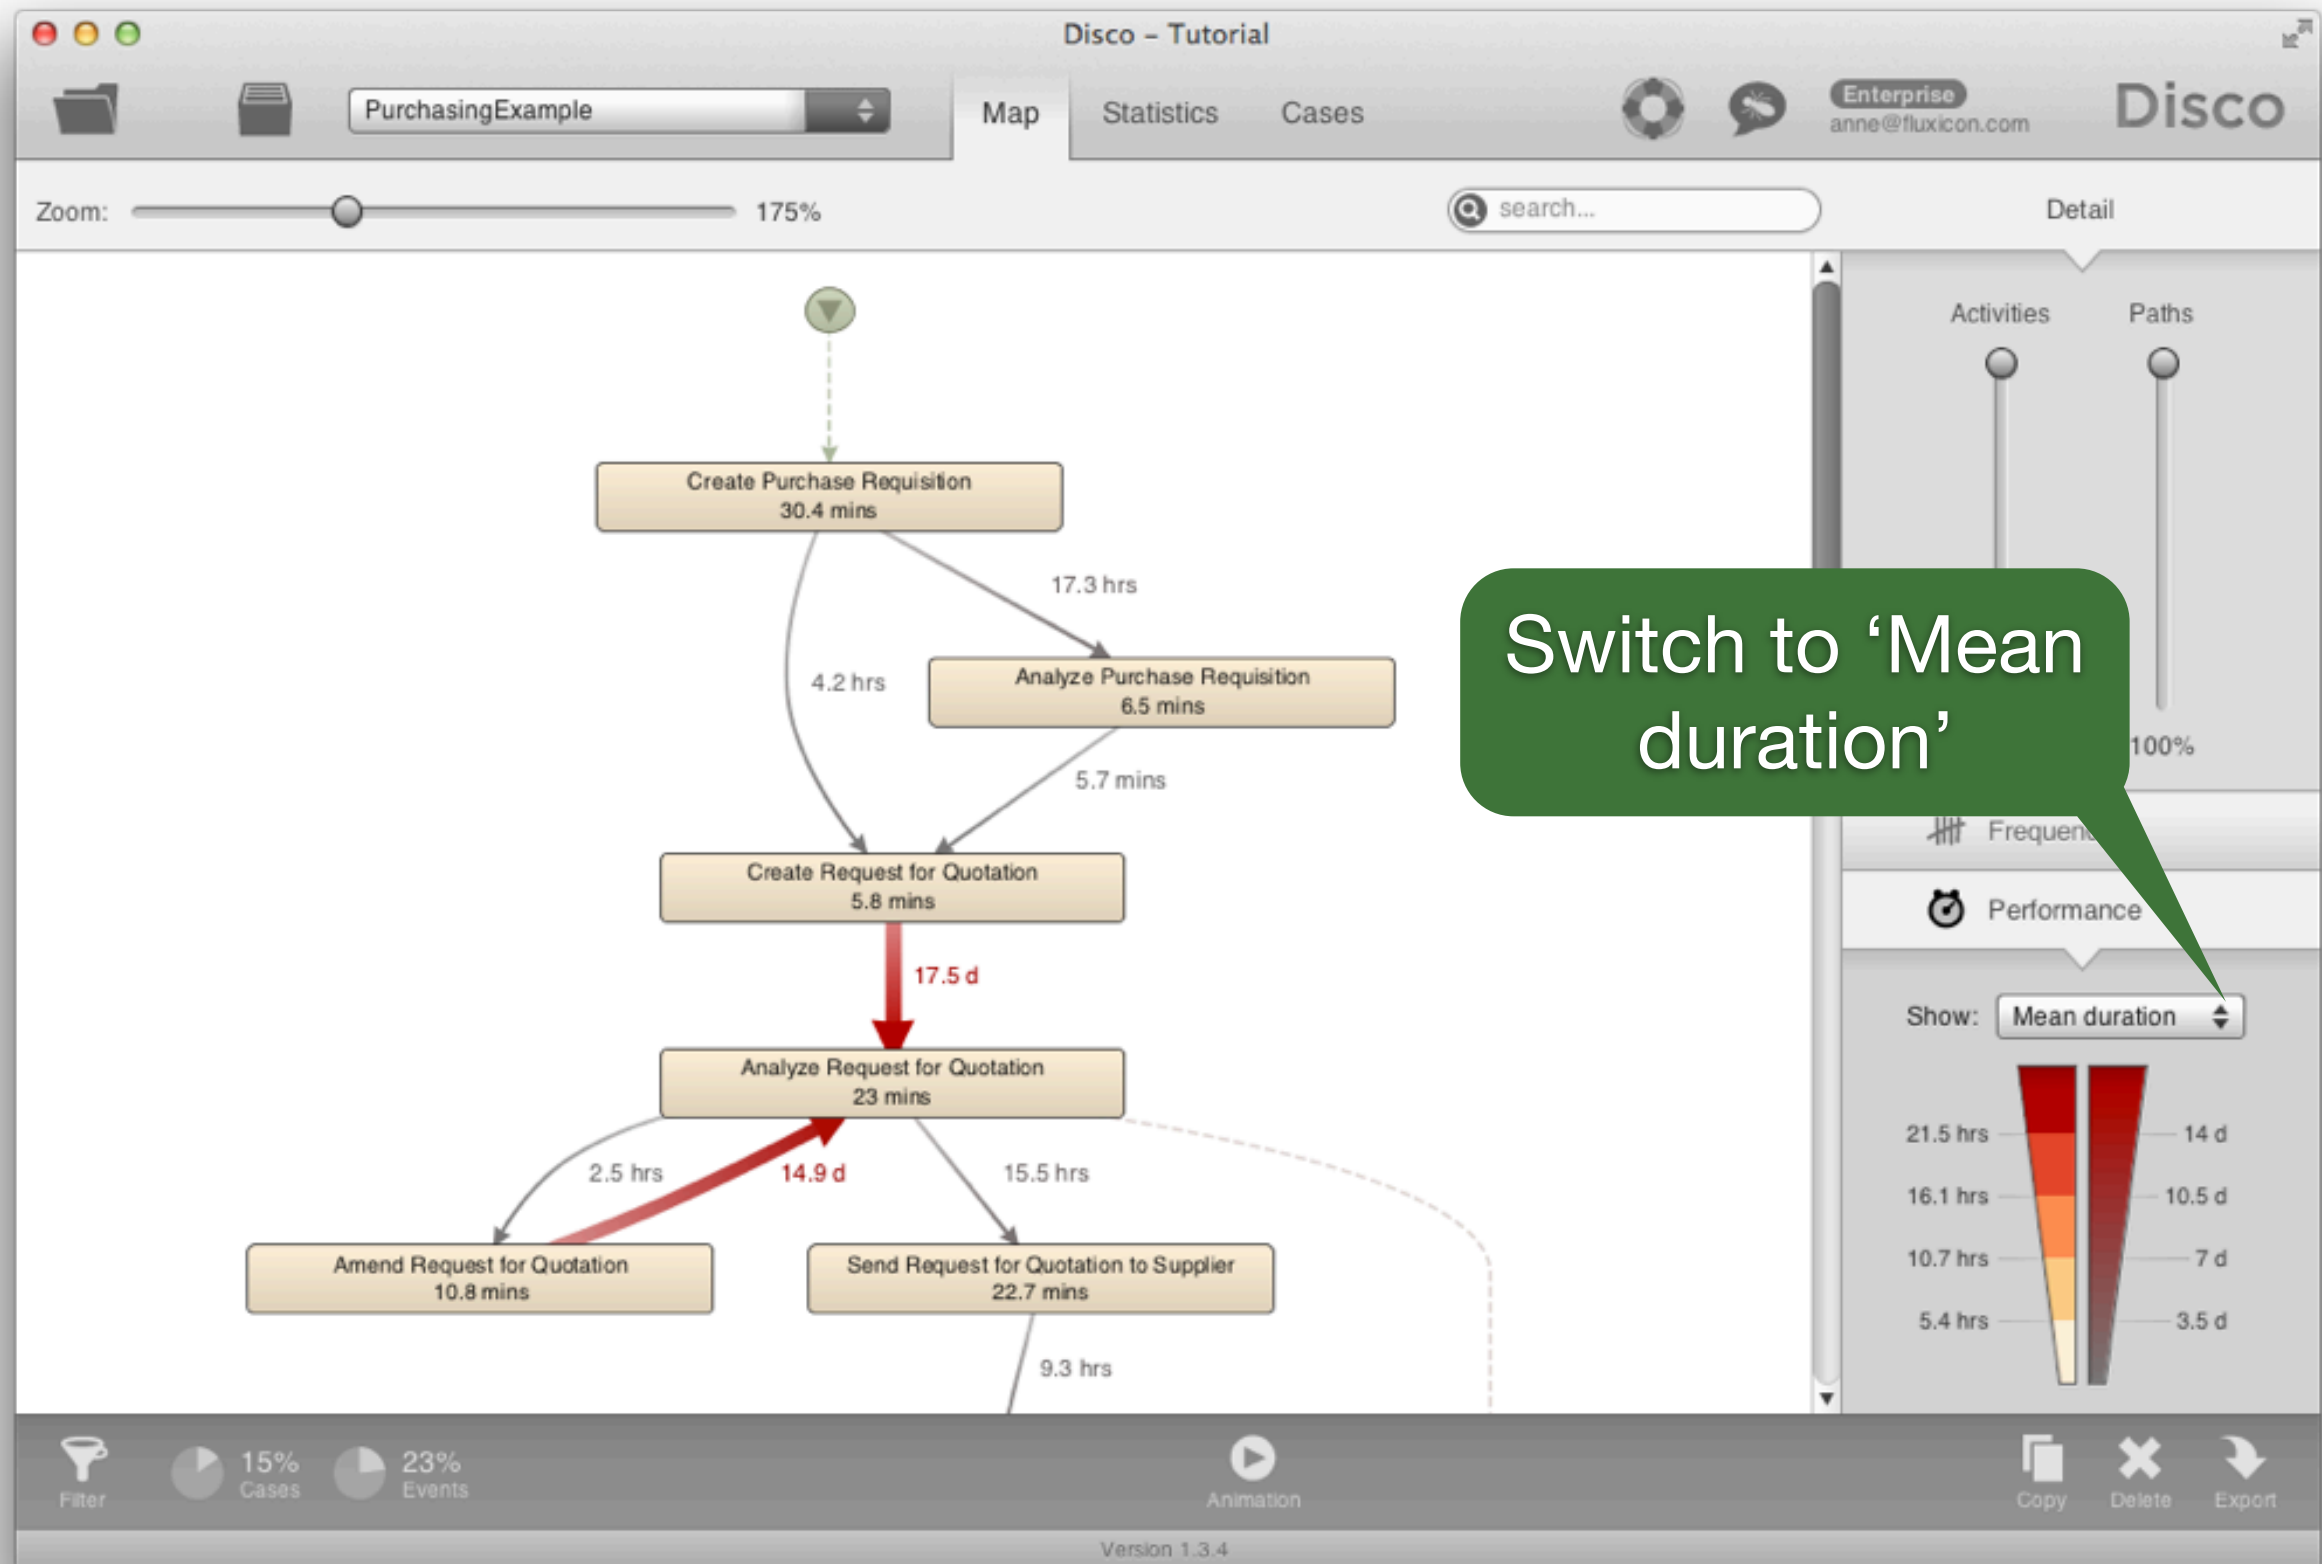 Disco – Tutorial
PurchasingExample
Map
Statistics
Cases
Enterprise
anne@fluxicon.com
Disco
Zoom:
175%
search...
Detail
Activities
Paths
Create Purchase Requisition
30.4 mins
17.3 hrs
4.2 hrs
Analyze Purchase Requisition
6.5 mins
5.7 mins
Switch to ‘Mean
duration’
100%
Create Request for Quotation
5.8 mins
Performance
17.5 d
Show:
Mean duration
Analyze Request for Quotation
23 mins
2.5 hrs
14.9 d
15.5 hrs
21.5 hrs
14 d
16.1 hrs
10.5 d
10.7 hrs
7 d
5.4 hrs
3.5 d
Amend Request for Quotation
10.8 mins
Send Request for Quotation to Supplier
22.7 mins
9.3 hrs
Filter
15%
Cases
23%
Events
Animation
Copy
Delete
Export
Version 1.3.4